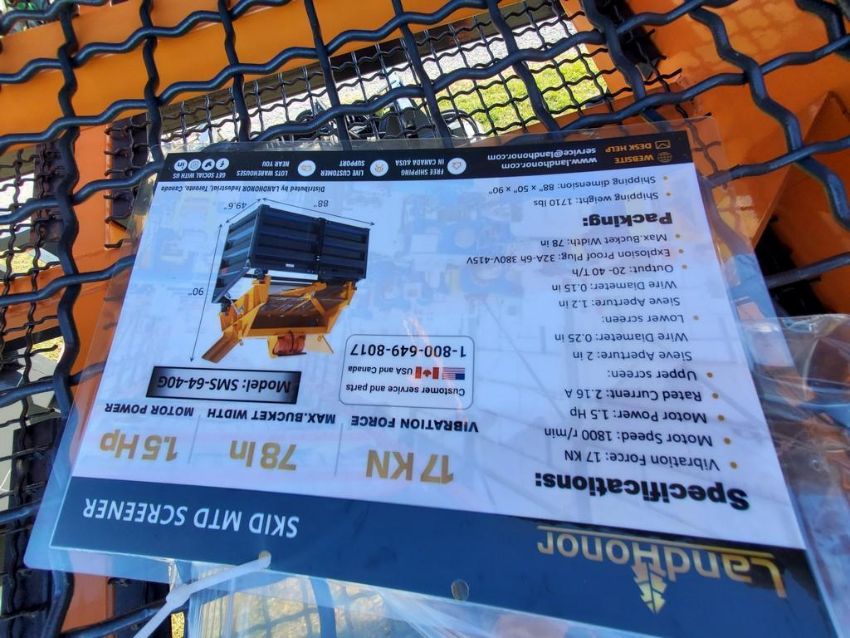 LandHonor
SKID MTD SCREENER
Specifications:
• Vibration Force: 17 KN
• Motor Speed: 1800 r/min
• Motor Power: 1.5 Hp
• Rated Current: 2.16 A
• Upper screen:
Sieve Aperture: 2 in
Wire Diameter: 0.25 in
• Lower screen:
Sieve Aperture: 1.2 in
Wire Diameter: 0.15 in
• Output: 20- 40T/h
• Explosion Proof Plug: 32A-6h 380V-415V
• Max.Bucket Width: 78 in
Packing:
• Shipping weight: 1710 lbs
• Shipping dimension: 88" x 50" x 90"
17 KN
VIBRATION FORCE
78 In
MAX.BUCKET WIDTH
1.5 Hp
MOTOR POWER
Customer service and parts
USA and Canada
1-800-649-8017
Model: SMS-64-40G
90"
49.6"
88"
Distributed by LANDHONOR Industrial, Toronto, Canada
WEBSITE
www.landhonor.com
DESK HELP
service@landhonor.com
FREE SHIPPING
IN CANADA &USA
LIVE CUSTOMER
SUPPORT
LOTS WAREHOUSES
NEAR YOU
GET SOCIAL WITH US